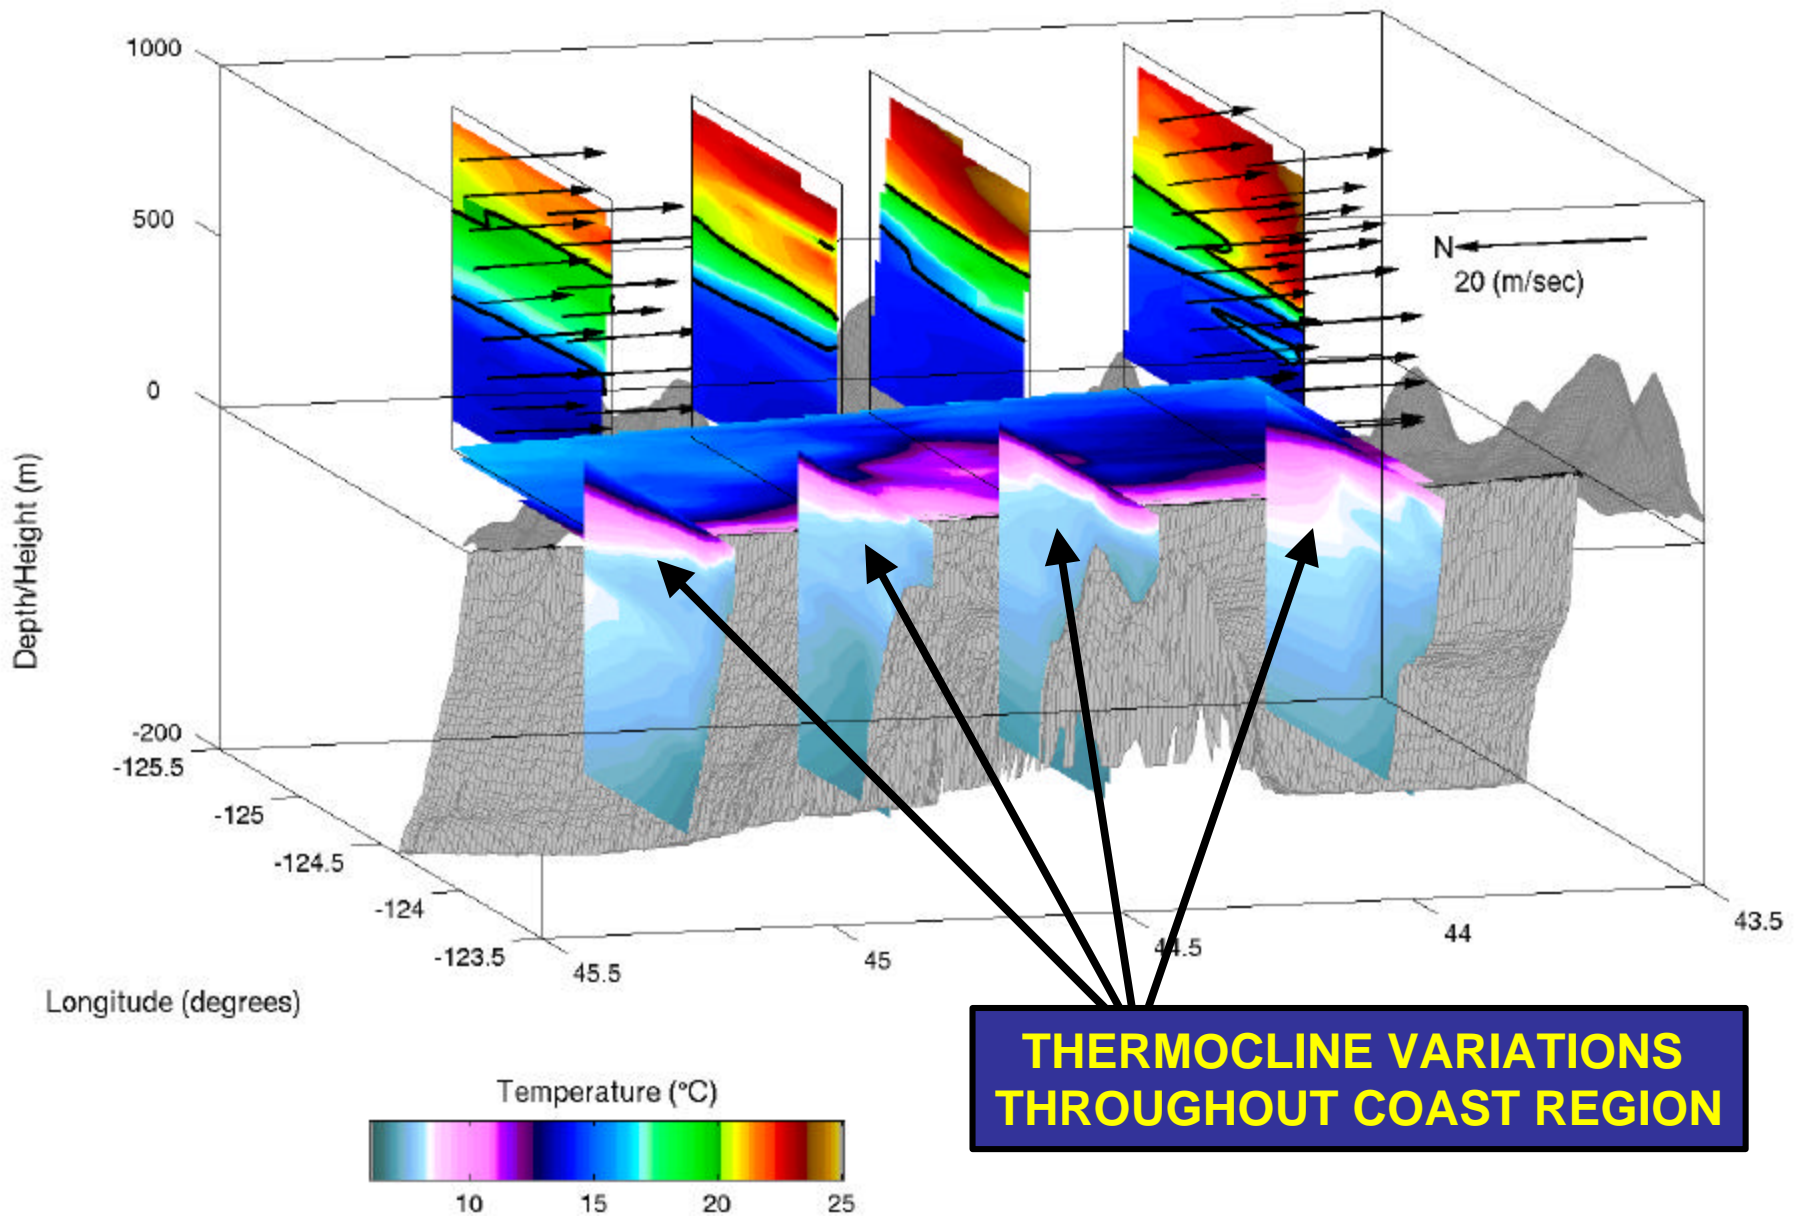 1000
500
0
-200
Depth/Height (m)
N
20 (m/sec)
-125.5
-125
-124.5
-124
-123.5
Longitude (degrees)
45.5
45
44.5
44
43.5
THERMOCLINE VARIATIONS
THROUGHOUT COAST REGION
Temperature (°C)
10 15 20 25